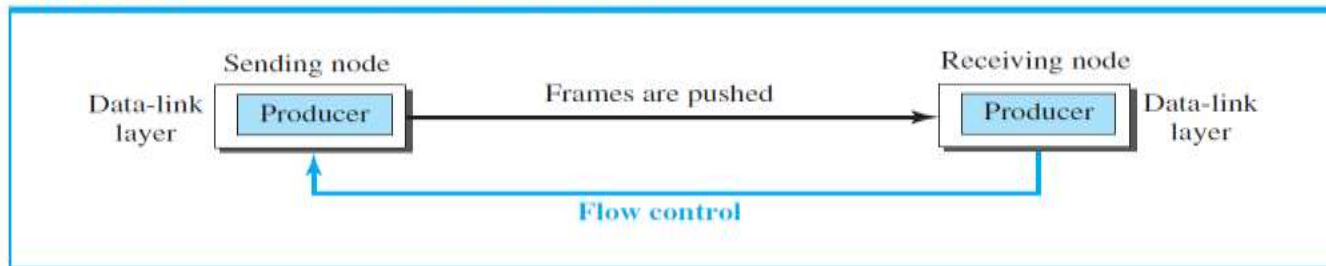 Sending node
Receiving node
Data-link
layer
Producer
Frames are pushed
Producer
Data-link
layer
Flow control